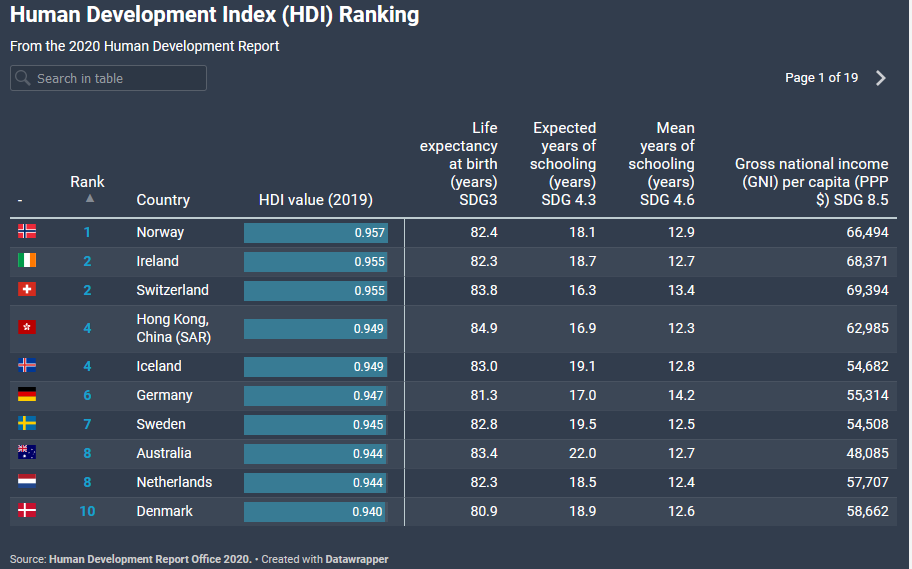 Human Development Index (HDI) Ranking
From the 2020 Human Development Report
Search in table
Page 1 of 19
- Rank Country HDI value (2019) Life expectancy at birth (years) SDG3 Expected years of schooling (years) SDG 4.3 Mean years of schooling (years) SDG 4.6 Gross national income (GNI) per capita (PPP $) SDG 8.5
1 Norway 0.957 82.4 18.1 12.9 66,494
2 Ireland 0.955 82.3 18.7 12.7 68,371
2 Switzerland 0.955 83.8 16.3 13.4 69,394
4 Hong Kong, China (SAR) 0.949 84.9 16.9 12.3 62,985
4 Iceland 0.949 83.0 19.1 12.8 54,682
6 Germany 0.947 81.3 17.0 14.2 55,314
7 Sweden 0.945 82.8 19.5 12.5 54,508
8 Australia 0.944 83.4 22.0 12.7 48,085
8 Netherlands 0.944 82.3 18.5 12.4 57,707
10 Denmark 0.940 80.9 18.9 12.6 58,662
Source: Human Development Report Office 2020. • Created with Datawrapper